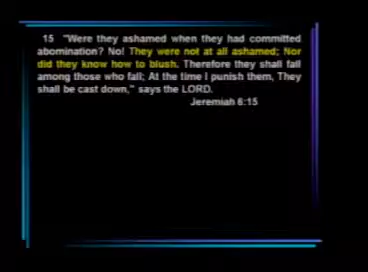 15 "Were they ashamed when they had committed
abomination? No! They were not at all ashamed; Nor
did they know how to blush. Therefore they shall fall
among those who fall; At the time I punish them, They
shall be cast down," says the LORD.
Jeremiah 6:15